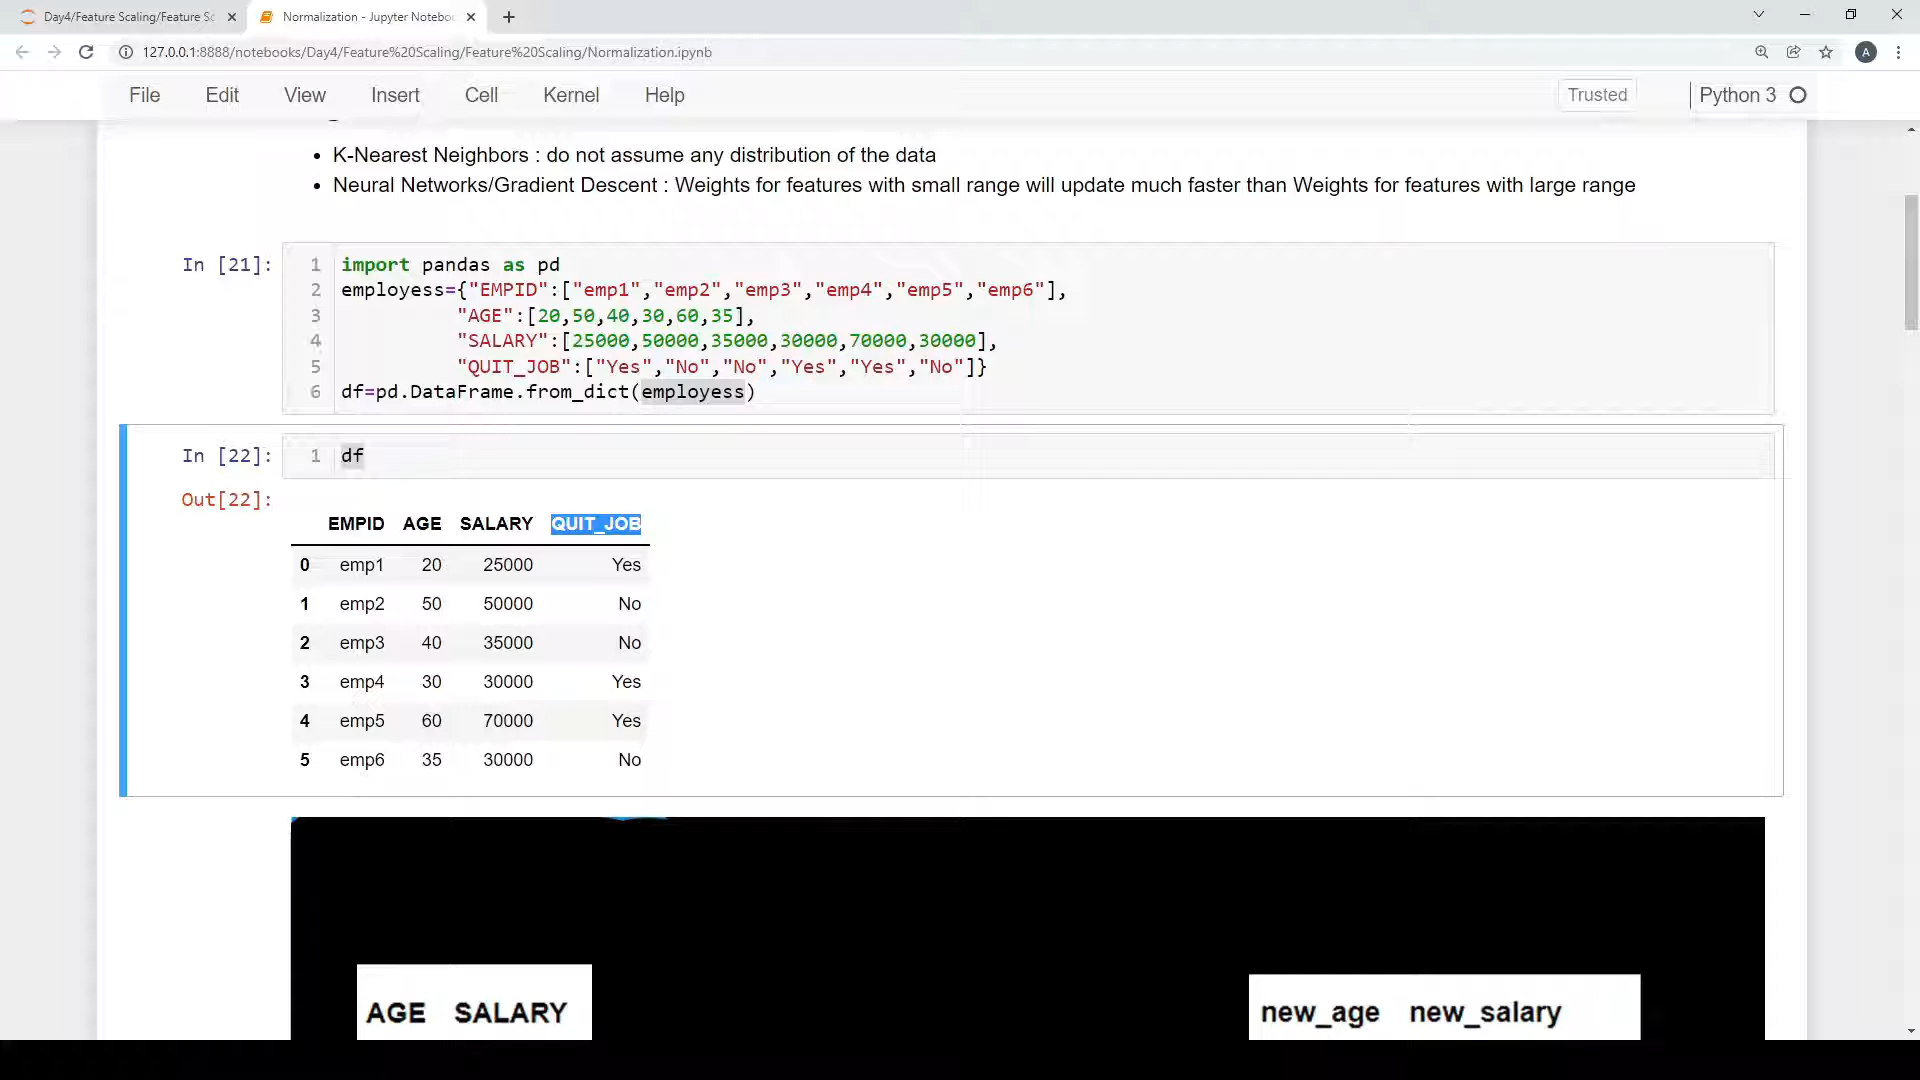 Day4/Feature Scaling/Feature Sc
Normalization - Jupyter Noteboo
127.0.0.1:8888/notebooks/Day4/Feature%20Scaling/Feature%20Scaling/Normalization.ipynb
A
File Edit View Insert Cell Kernel Help Trusted Python 3
• K-Nearest Neighbors : do not assume any distribution of the data
• Neural Networks/Gradient Descent : Weights for features with small range will update much faster than Weights for features with large range
In [21]:
1 import pandas as pd
2 employess={"EMPID":["emp1","emp2","emp3","emp4","emp5","emp6"],
3 "AGE":[20,50,40,30,60,35],
4 "SALARY":[25000,50000,35000,30000,70000,30000],
5 "QUIT_JOB":["Yes","No","No","Yes","Yes","No"]}
6 df=pd.DataFrame.from_dict(employess)
In [22]: 1 df
Out[22]:
EMPID AGE SALARY QUIT_JOB
0 emp1 20 25000 Yes
1 emp2 50 50000 No
2 emp3 40 35000 No
3 emp4 30 30000 Yes
4 emp5 60 70000 Yes
5 emp6 35 30000 No
AGE SALARY
new_age new_salary